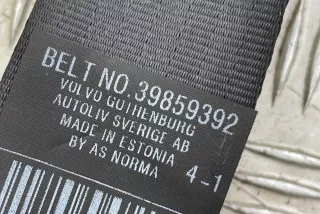 BELT NO.39859392
VOLVO GOTHENBURG
AUTOLIV SVERIGE AB
MADE IN ESTONIA
BY AS NORMA
4-1